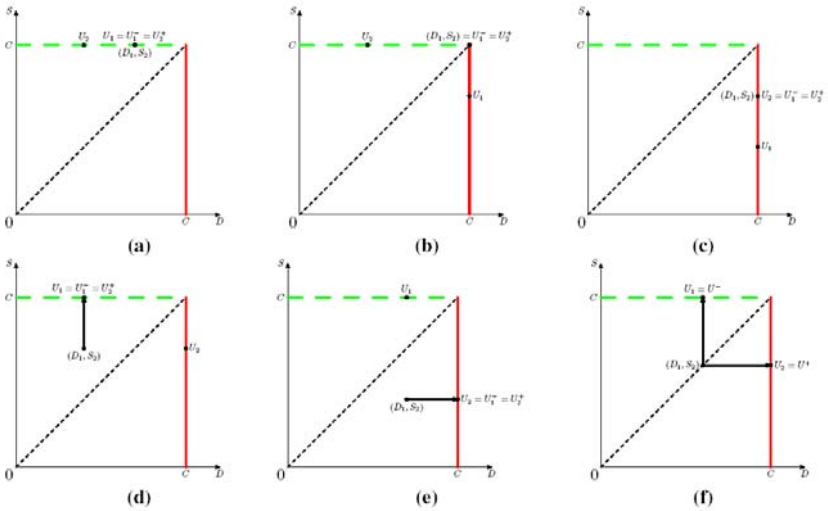 S
C
U₂ U₁ = U₁⁻ = U₂⁺
(D₁, S₂)
0
C D
(a)
S
C
U₂ (D₁, S₂) = U₁⁻ = U₂⁺
U₁
0
C D
(b)
S
C
(D₁, S₂) U₂ = U₁⁻ = U₂⁺
U₁
0
C D
(c)
S
U₁ = U₁⁻ = U₂⁺
C
(D₁, S₂) U₂
0
C D
(d)
S
U₁
C
U₂ = U₁⁻ = U₂⁺
(D₁, S₂)
0
C D
(e)
S
U₁ = U⁻
C
(D₁, S₂) U₂ = U⁺
0
C D
(f)